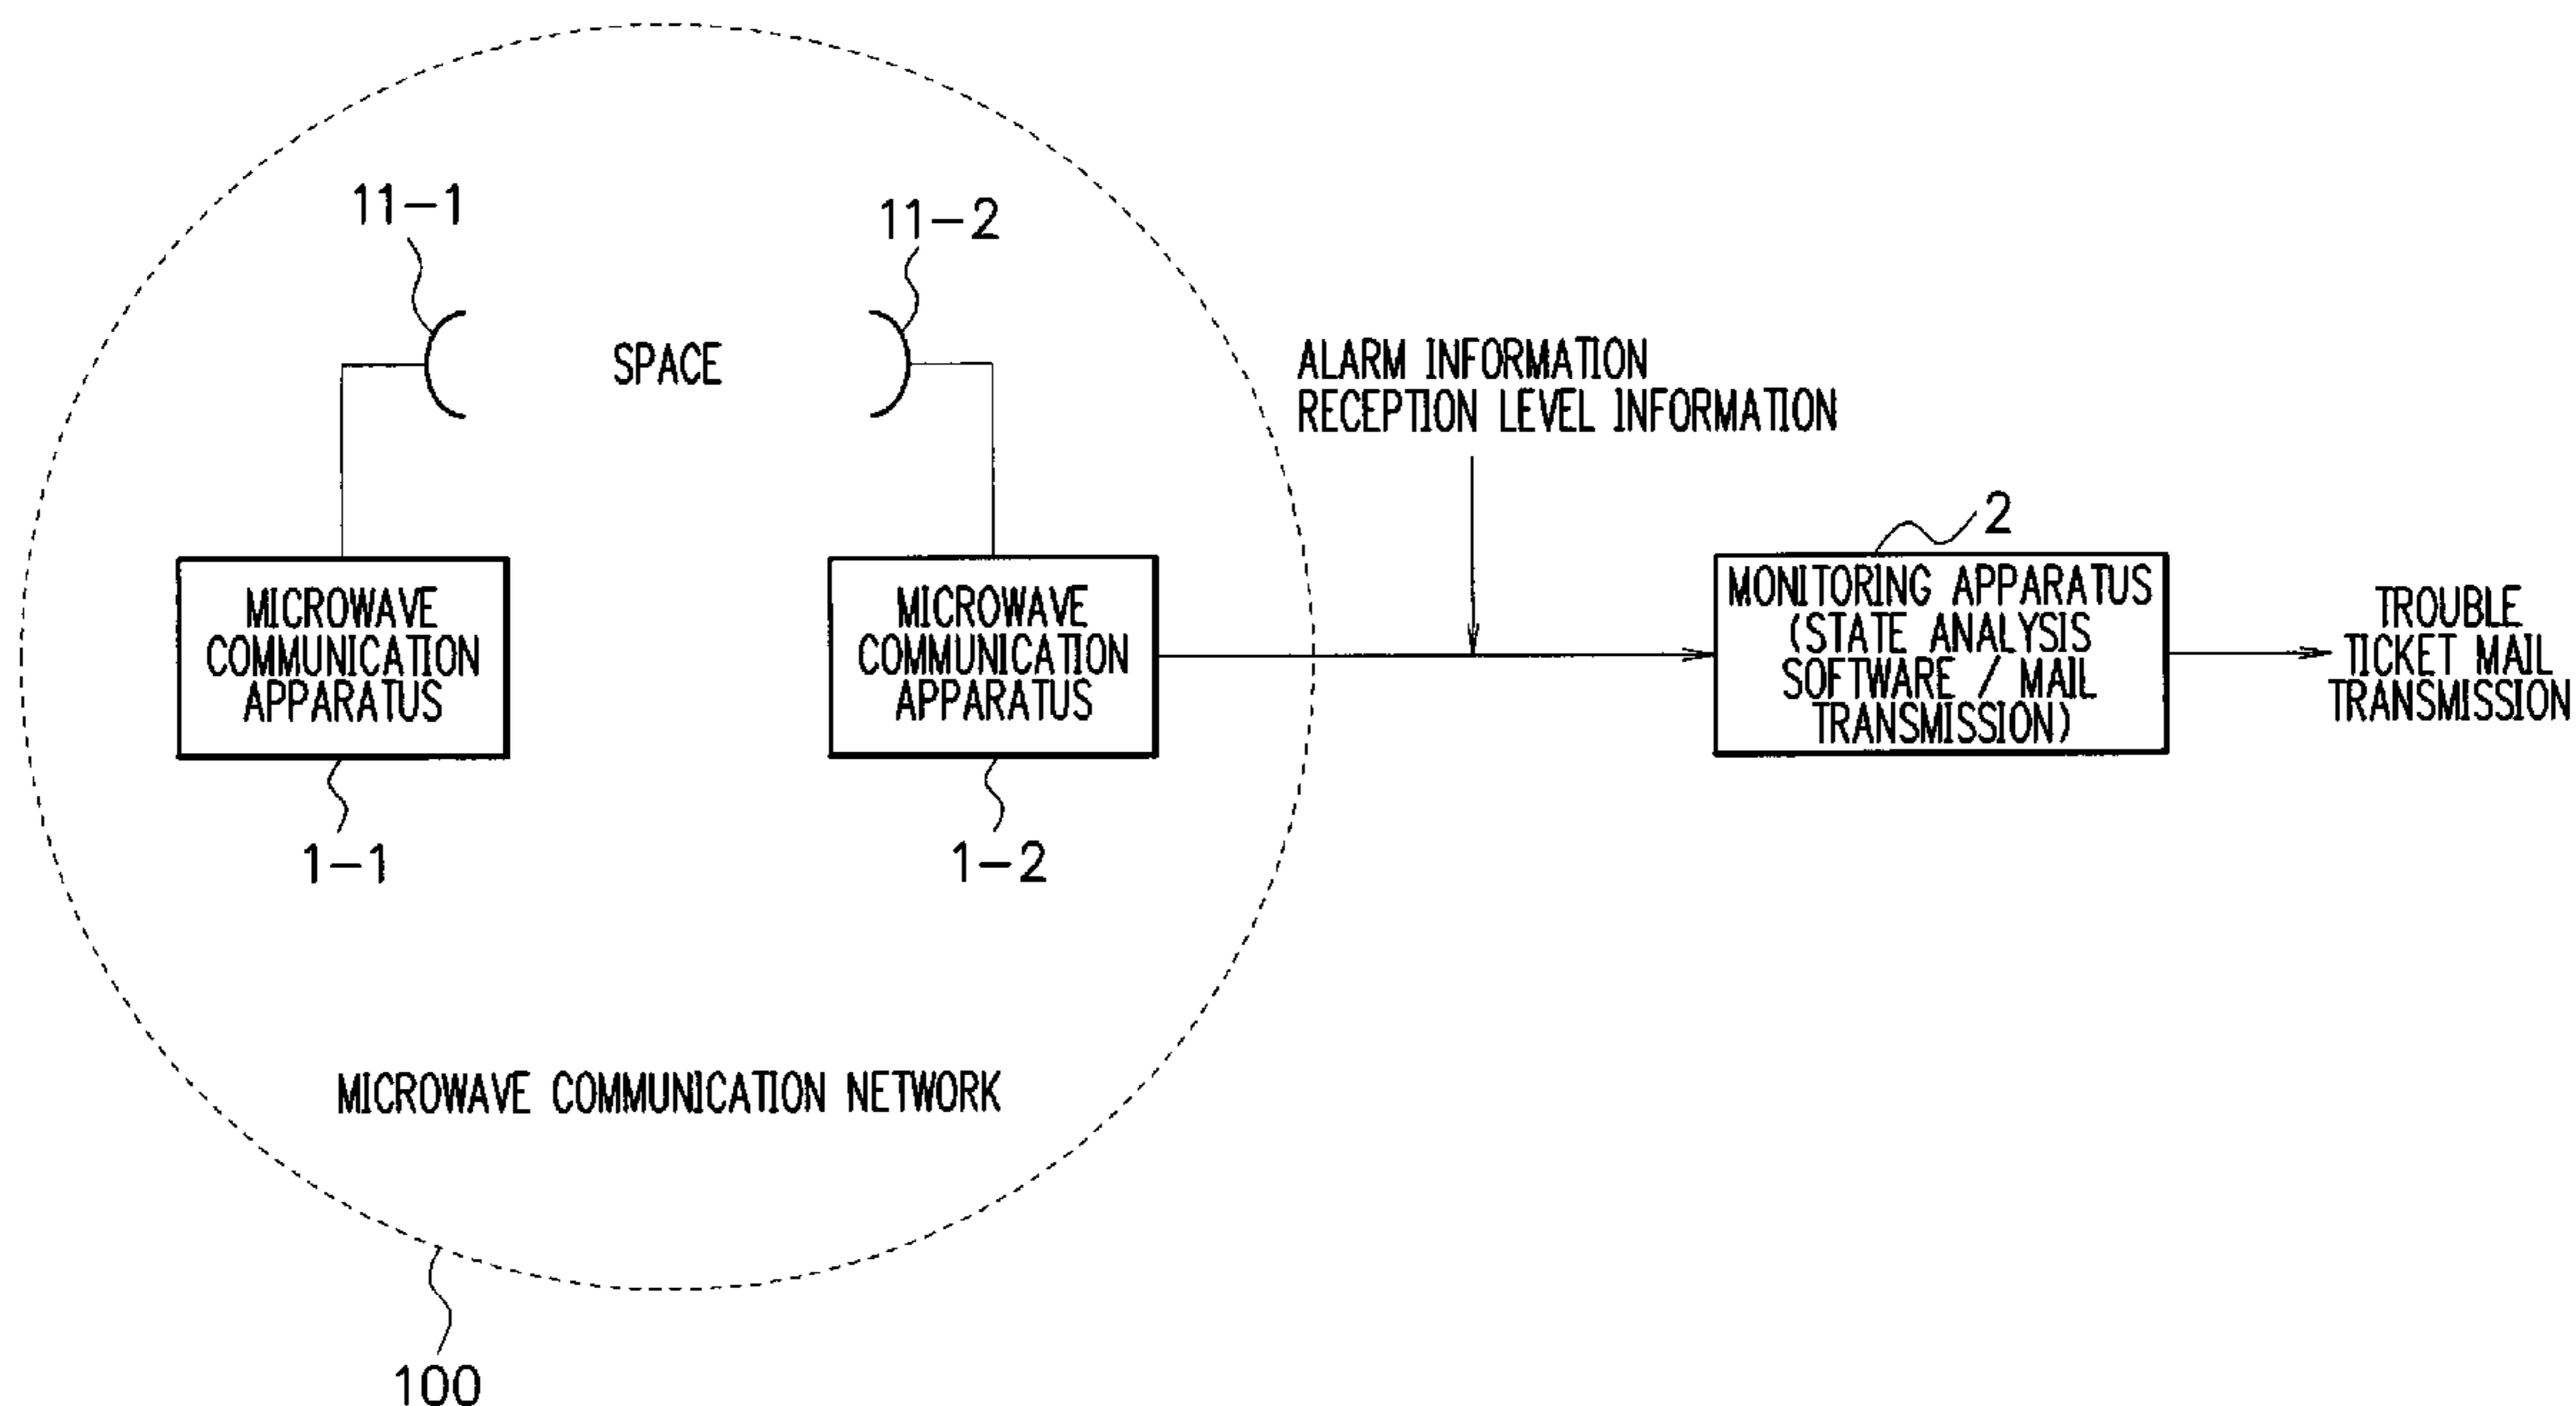 11-1
11-2
SPACE
ALARM INFORMATION
RECEPTION LEVEL INFORMATION
2
MICROWAVE
COMMUNICATION
APPARATUS
MICROWAVE
COMMUNICATION
APPARATUS
MONITORING APPARATUS
(STATE ANALYSIS
SOFTWARE / MAIL
TRANSMISSION)
TROUBLE
TICKET MAIL
TRANSMISSION
1-1
1-2
MICROWAVE COMMUNICATION NETWORK
100